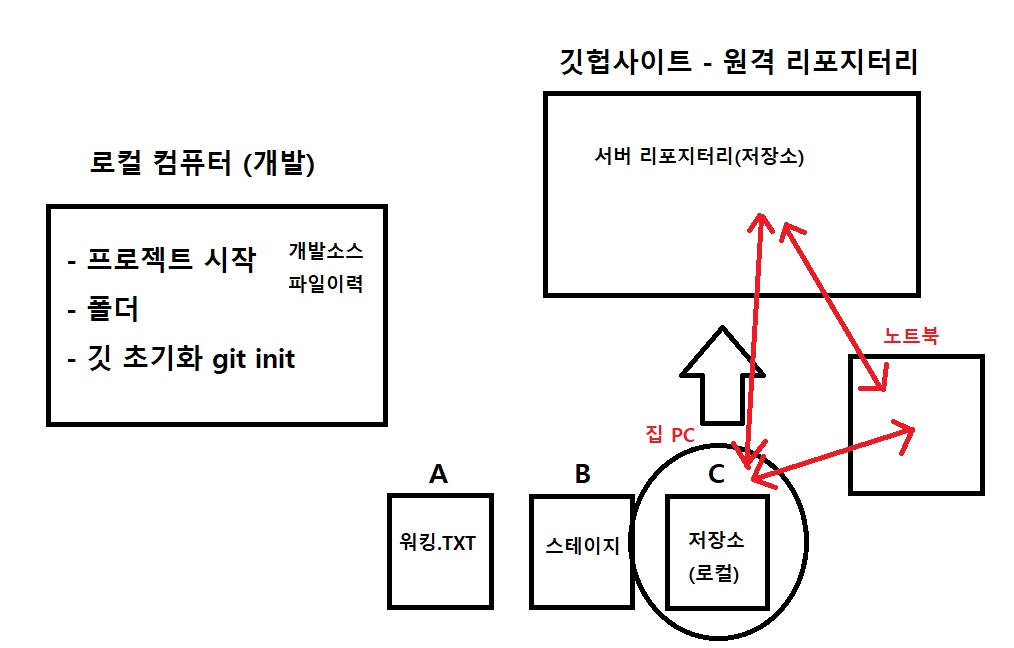 깃헙사이트 - 원격 리포지터리
서버 리포지터리(저장소)
로컬 컴퓨터 (개발)
- 프로젝트 시작
개발소스
파일이력
- 폴더
- 깃 초기화 git init
노트북
집 PC
A
B
C
워킹.TXT
스테이지
저장소
(로컬)